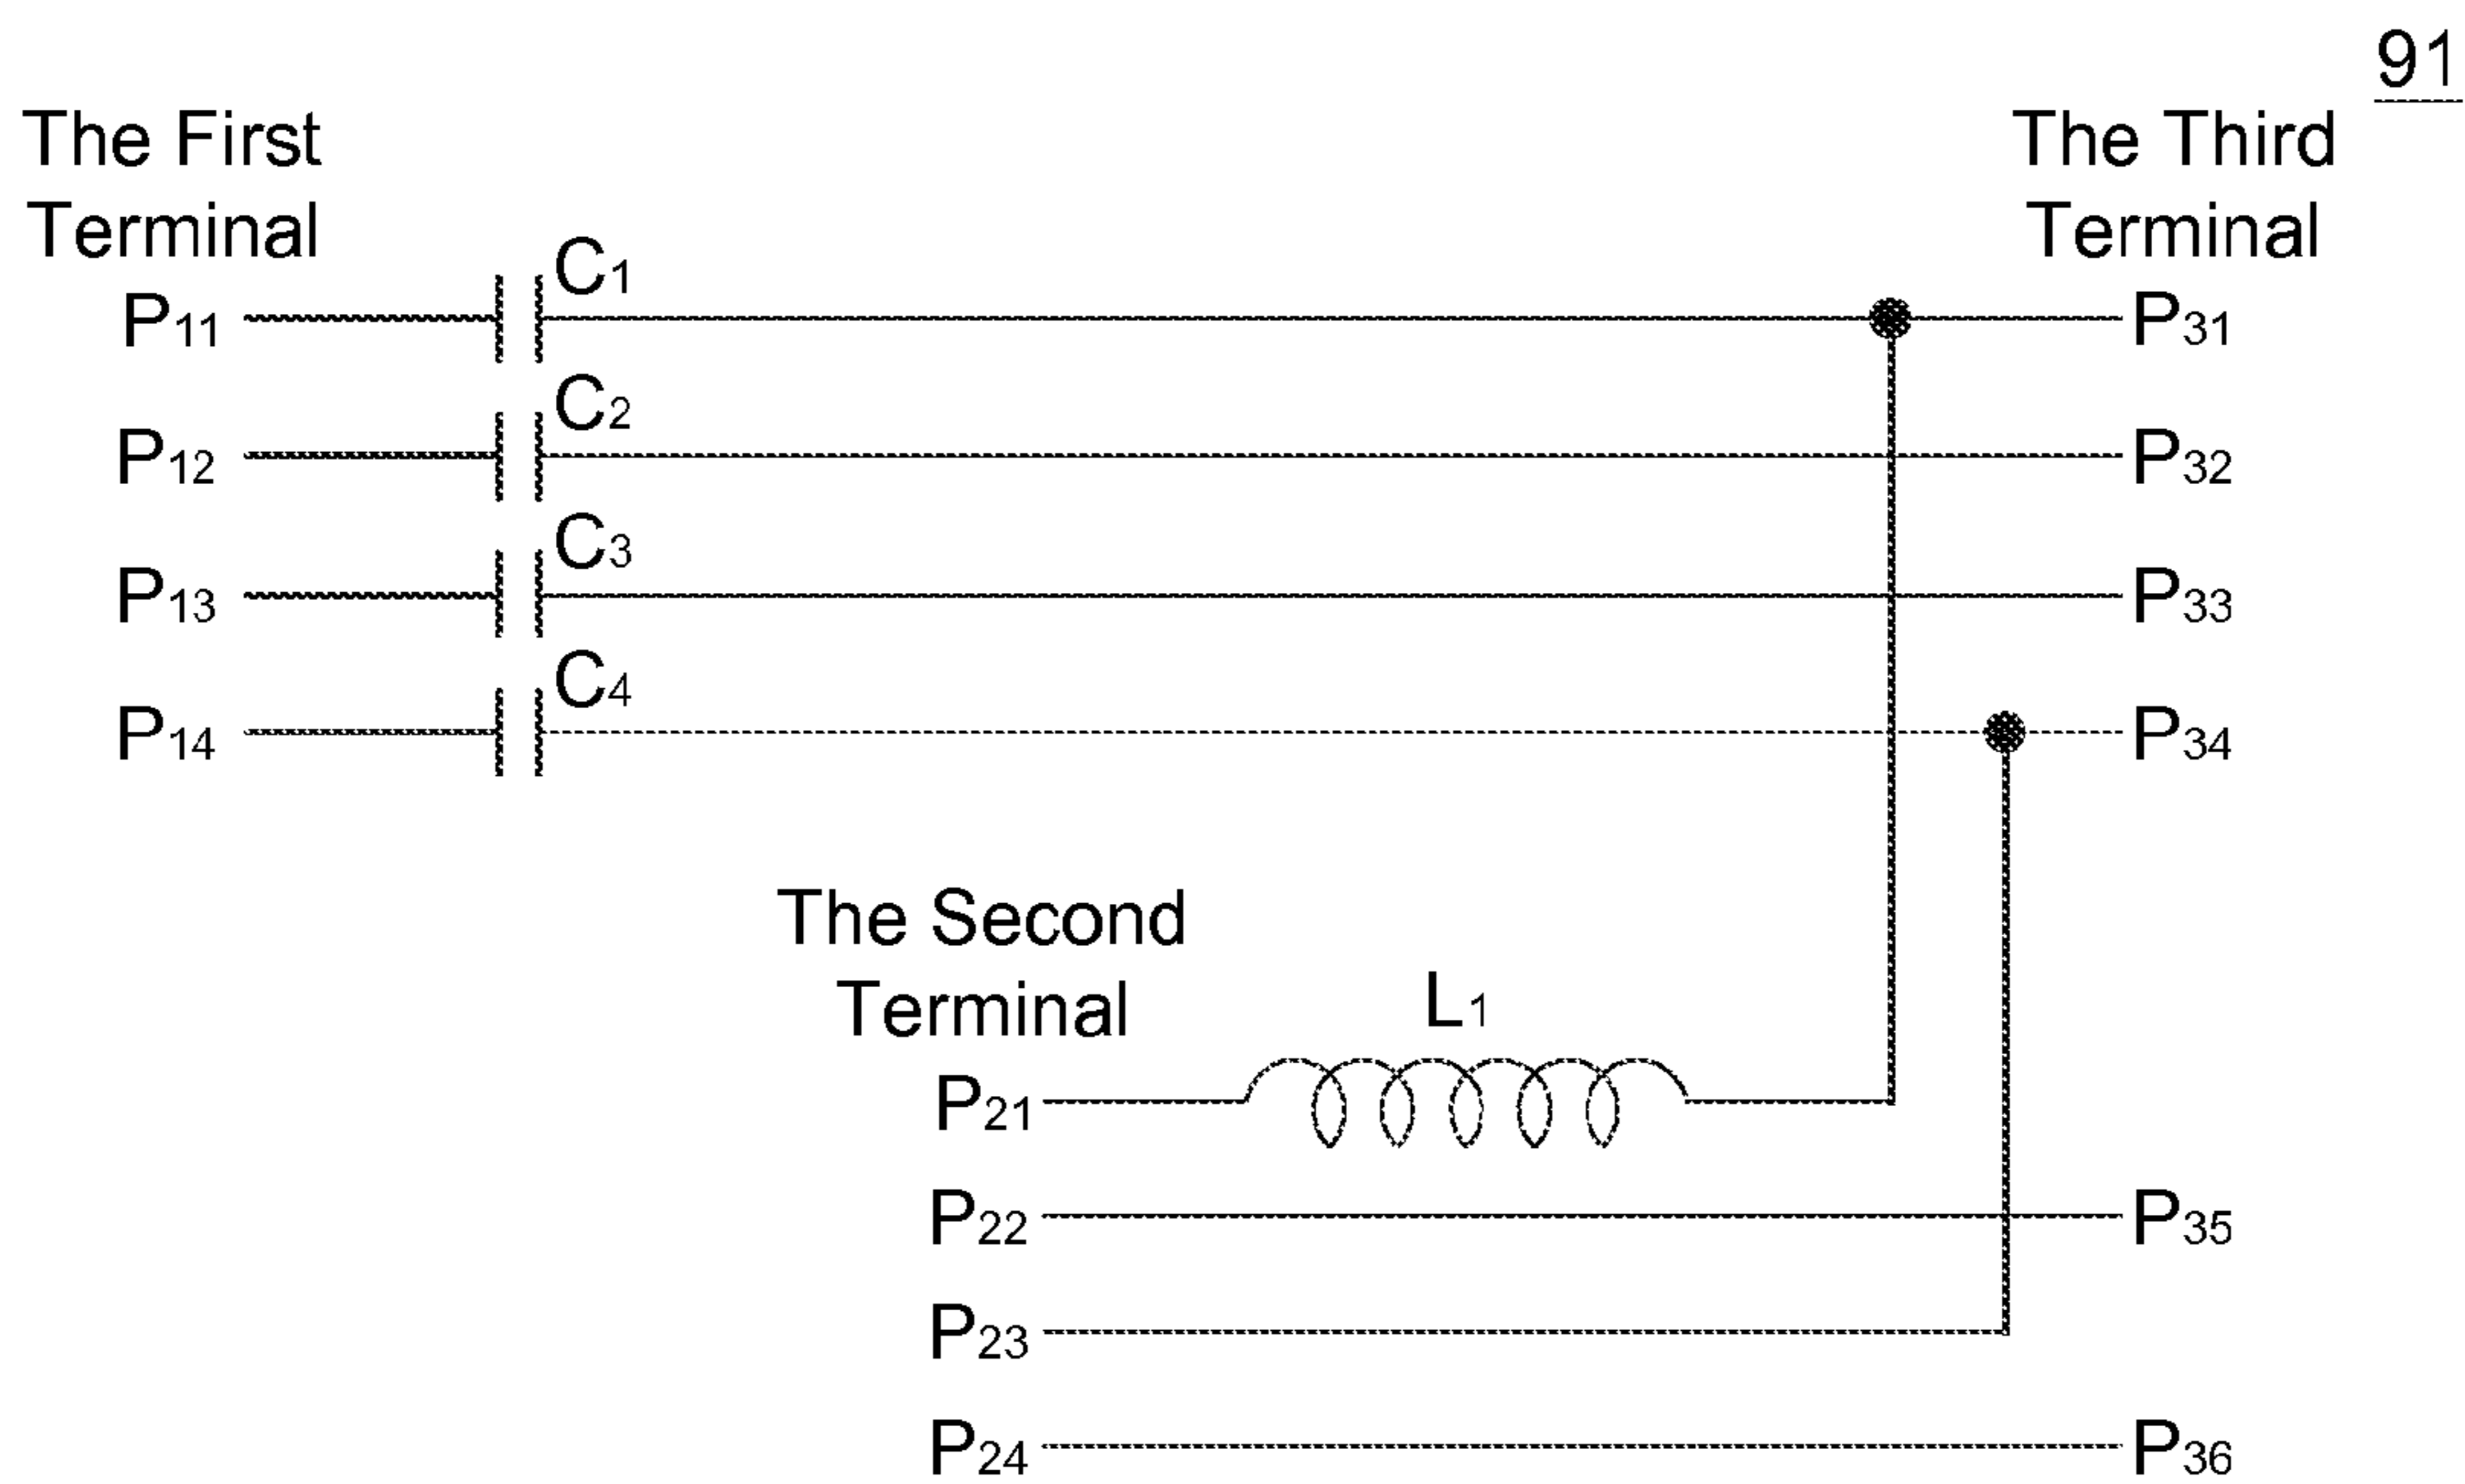 91
The First
Terminal
The Third
Terminal
C1
P11
P31
C2
P12
P32
C3
P13
P33
C4
P14
P34
The Second
Terminal
L1
P21
P22
P35
P23
P24
P36